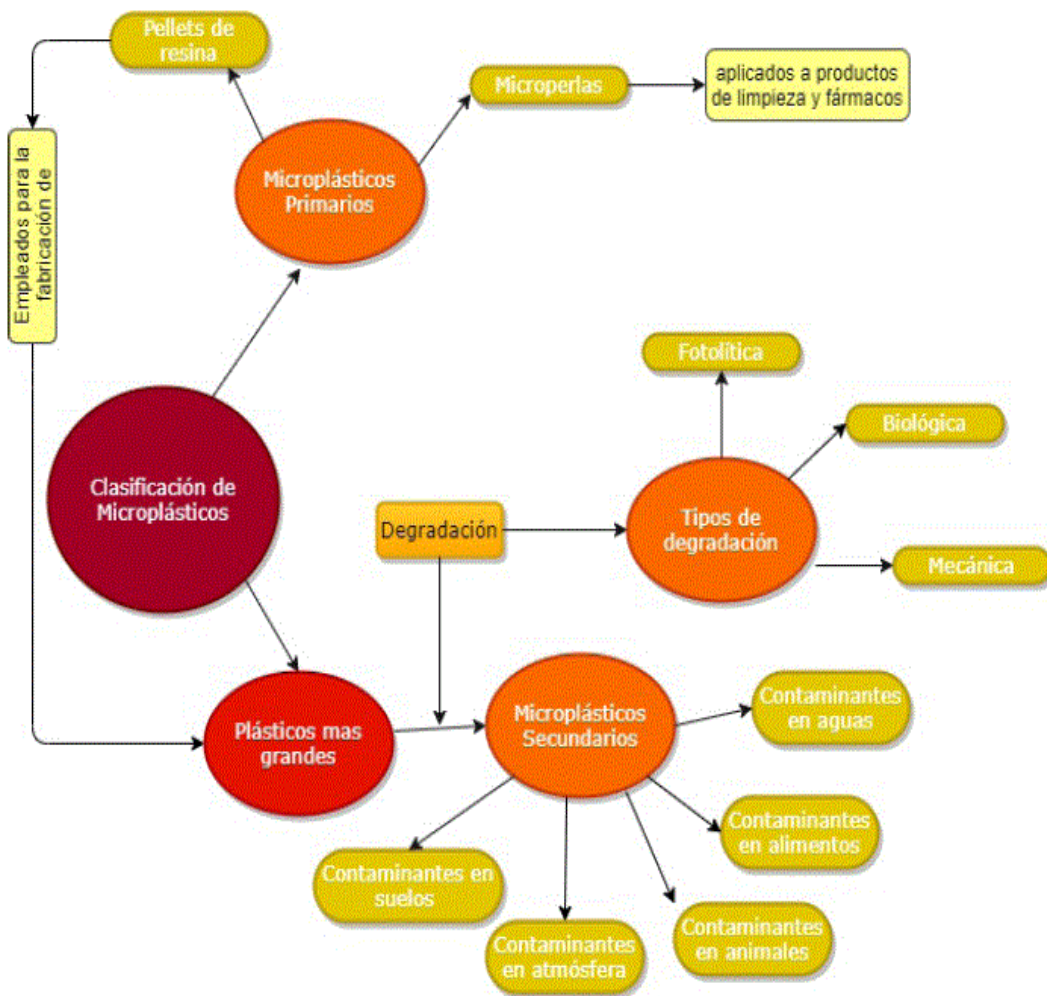 Pellets de
resina
Microperlas
aplicados a productos
de limpieza y fármacos
Empleados para la
fabricación de
Microplásticos
Primarios
Fotolítica
Biológica
Clasificación de
Microplásticos
Degradación
Tipos de
degradación
Mecánica
Plásticos mas
grandes
Microplásticos
Secundarios
Contaminantes
en aguas
Contaminantes
en alimentos
Contaminantes en
suelos
Contaminantes
en atmósfera
Contaminantes
en animales